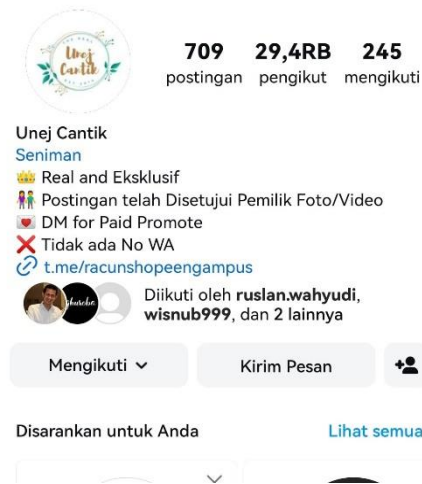 Unej
Cantik
709 29,4RB 245
postingan pengikut mengikuti
Unej Cantik
Seniman
👑 Real and Eksklusif
👫 Postingan telah Disetujui Pemilik Foto/Video
💌 DM for Paid Promote
❌ Tidak ada No WA
t.me/racunshopeengampus
Diikuti oleh ruslan.wahyudi,
wisnub999, dan 2 lainnya
Mengikuti
Kirim Pesan
Disarankan untuk Anda
Lihat semua